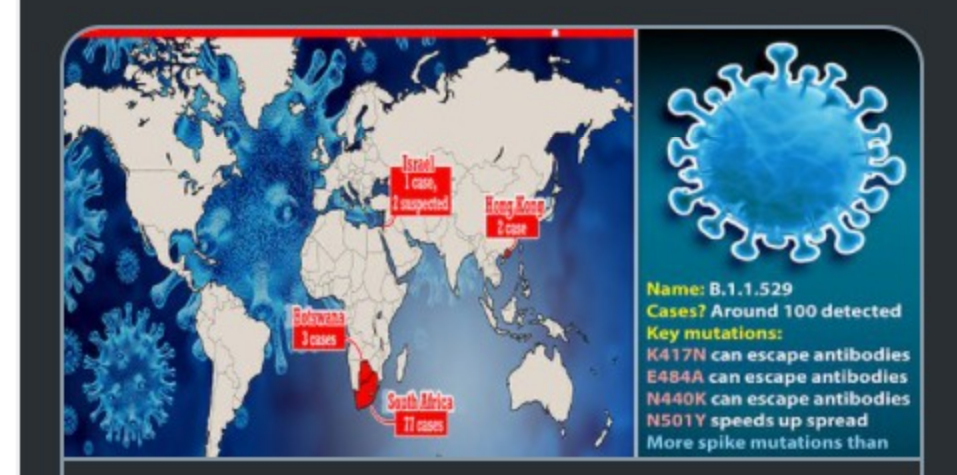 Israel
1 case,
2 suspected
Hong Kong
2 case
Botswana
3 cases
South Africa
77 cases
Name: B.1.1.529
Cases? Around 100 detected
Key mutations:
K417N can escape antibodies
E484A can escape antibodies
N440K can escape antibodies
N501Y speeds up spread
More spike mutations than